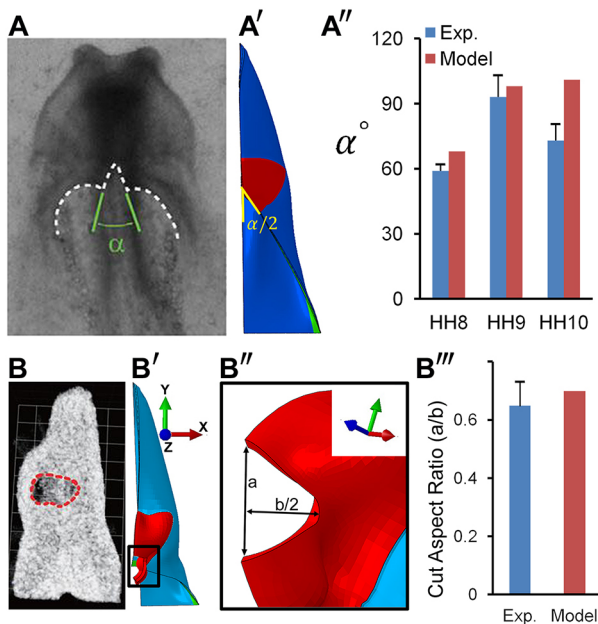 A
α
A′
α/2
A″
Exp.
Model
α°
120
90
60
30
0
HH8 HH9 HH10
B
B′
Y
X
Z
B″
a
b/2
B‴
Cut Aspect Ratio (a/b)
0.6
0.4
0.2
0
Exp. Model